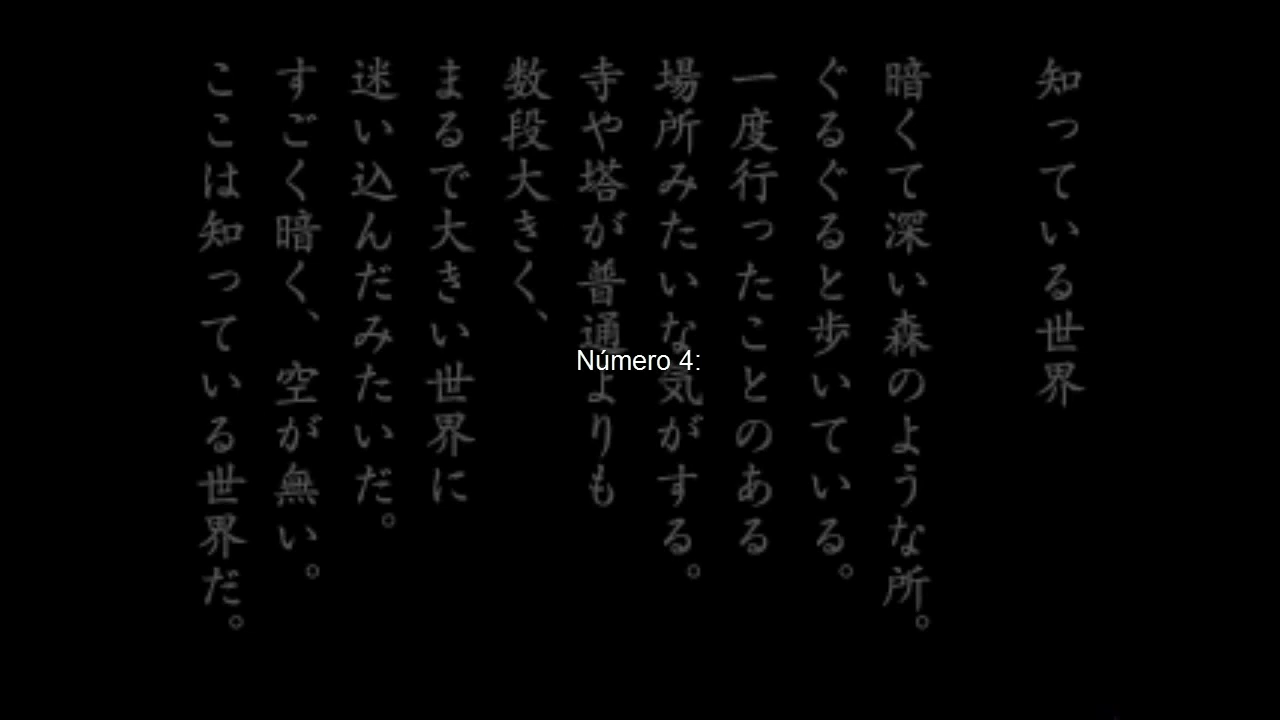 知っている世界
暗くて深い森のような所。
ぐるぐると歩いている。
一度行ったことのある
場所みたいな気がする。
寺や塔が普通よりも
数段大きく、
まるで大きい世界に
迷い込んだみたいだ。
すごく暗く、空が無い。
ここは知っている世界だ。
Número 4: